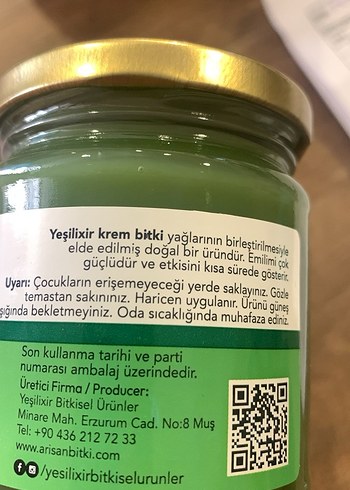 Yeşilixir krem bitki yağlarının birleştirilmesiyle
elde edilmiş doğal bir üründür. Emilimi çok
güçlüdür ve etkisini kısa sürede gösterir.
Uyarı: Çocukların erişemeyeceği yerde saklayınız. Gözle
temastan sakınınız. Haricen uygulanır. Ürünü güneş
ışığında bekletmeyiniz. Oda sıcaklığında muhafaza ediniz.
Son kullanma tarihi ve parti
numarası ambalaj üzerindedir.
Üretici Firma / Producer:
Yeşilixir Bitkisel Ürünler
Minare Mah. Erzurum Cad. No:8 Muş
Tel: +90 436 212 72 33
www.arisanbitki.com
/yesilixirbitkiselurunler